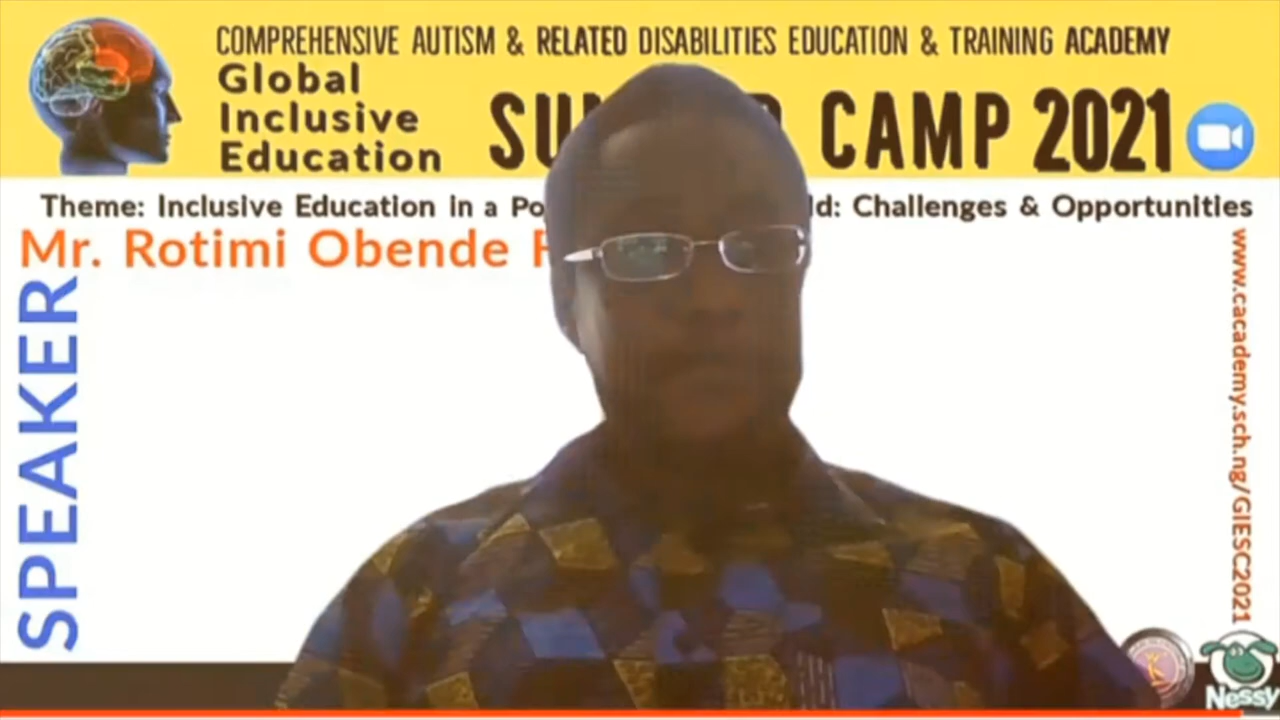 COMPREHENSIVE AUTISM & RELATED DISABILITIES EDUCATION & TRAINING ACADEMY
Global
Inclusive
Education
SU CAMP 2021
Theme: Inclusive Education in a Po ld: Challenges & Opportunities
Mr. Rotimi Obende
SPEAKER
www.cacademy.sch.ng/GIESC2021
Nessy